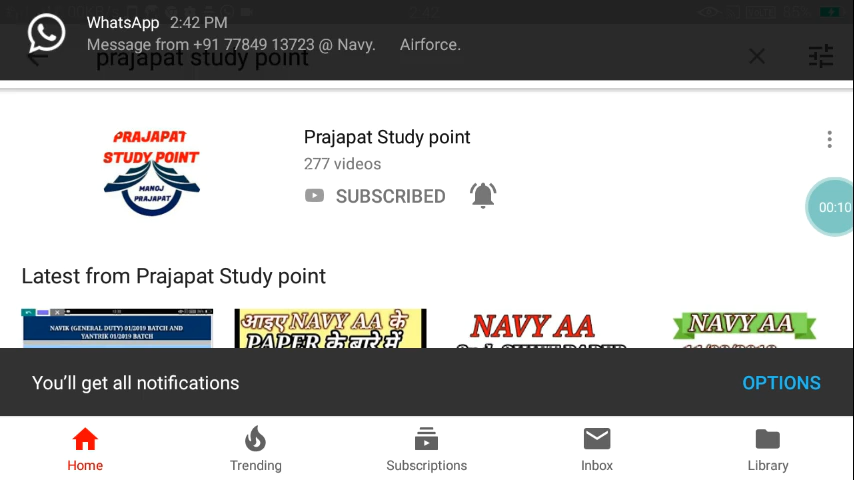 2:42
WhatsApp 2:42 PM
Message from +91 77849 13723 @ Navy. Airforce.
prajapat study point
PRAJAPAT
STUDY POINT
MANOJ
PRAJAPAT
Prajapat Study point
277 videos
SUBSCRIBED
00:10
Latest from Prajapat Study point
NAVIK (GENERAL DUTY) 01/2019 BATCH AND
YANTRIK 01/2019 BATCH
आइए NAVY AA के
PAPER के बारे में
NAVY AA
NAVY AA
You'll get all notifications
OPTIONS
Home
Trending
Subscriptions
Inbox
Library